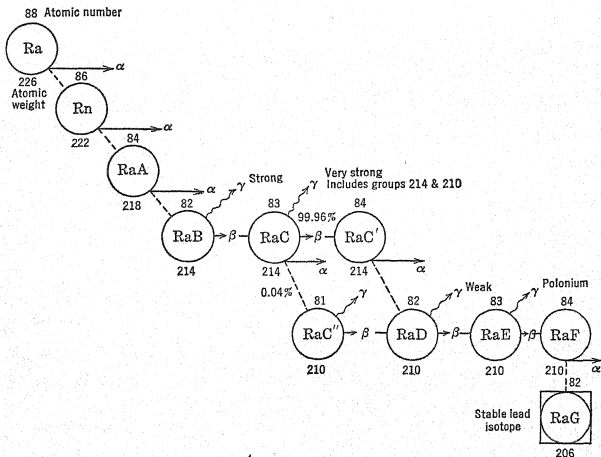 88 Atomic number
Ra
226
Atomic
weight
α
86
Rn
222
α
84
RaA
218
α
82
RaB
214
γ Strong
β
83
RaC
214
γ
Very strong
Includes groups 214 & 210
99.96%
β
α
84
RaC'
214
α
0.04%
81
RaC''
210
γ
β
82
RaD
210
γ Weak
β
83
RaE
210
γ
β
Polonium
84
RaF
210
α
82
RaG
206
Stable lead
isotope